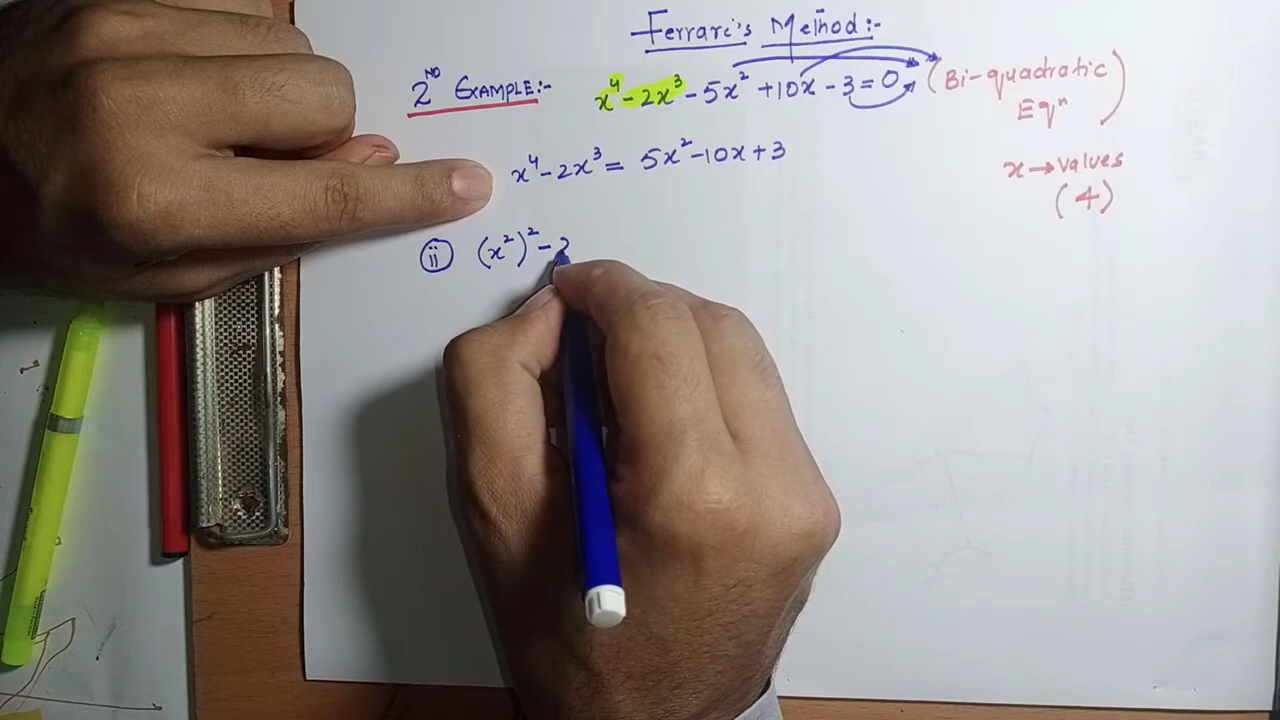 Ferrari's Method:-
2ND EXAMPLE:- x⁴ - 2x³ - 5x² + 10x - 3 = 0 (Bi-quadratic Eqⁿ)
x⁴ - 2x³ = 5x² - 10x + 3
x → values
(4)
(ii) (x²)² - 2